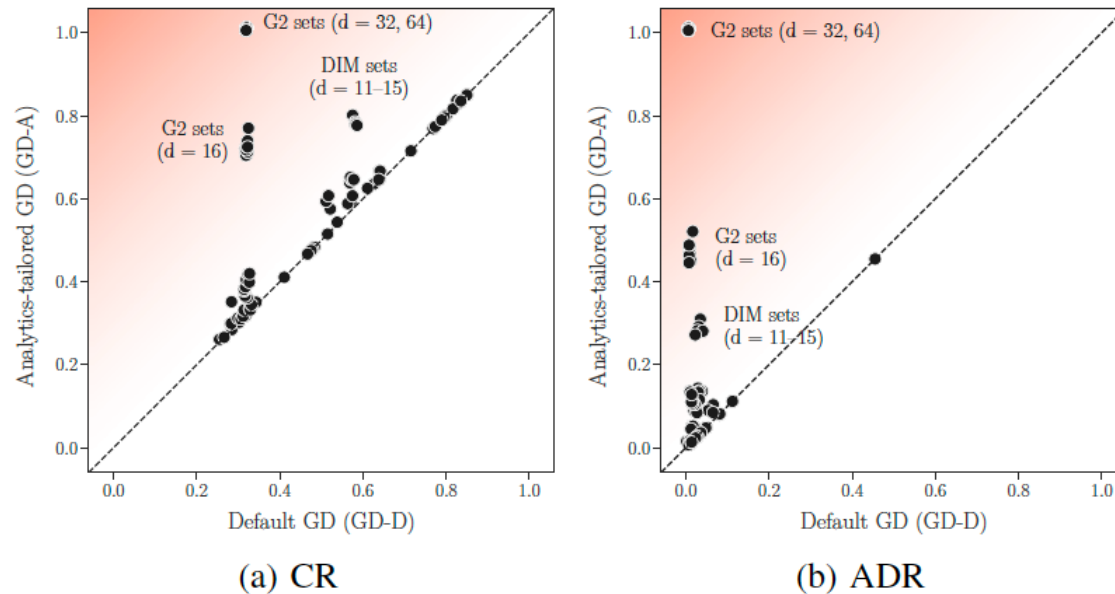 G2 sets (d = 32, 64)
DIM sets
(d = 11–15)
G2 sets
(d = 16)
Analytics-tailored GD (GD-A)
1.0
0.8
0.6
0.4
0.2
0.0
0.0 0.2 0.4 0.6 0.8 1.0
Default GD (GD-D)
(a) CR
G2 sets (d = 32, 64)
G2 sets
(d = 16)
DIM sets
(d = 11–15)
Analytics-tailored GD (GD-A)
1.0
0.8
0.6
0.4
0.2
0.0
0.0 0.2 0.4 0.6 0.8 1.0
Default GD (GD-D)
(b) ADR